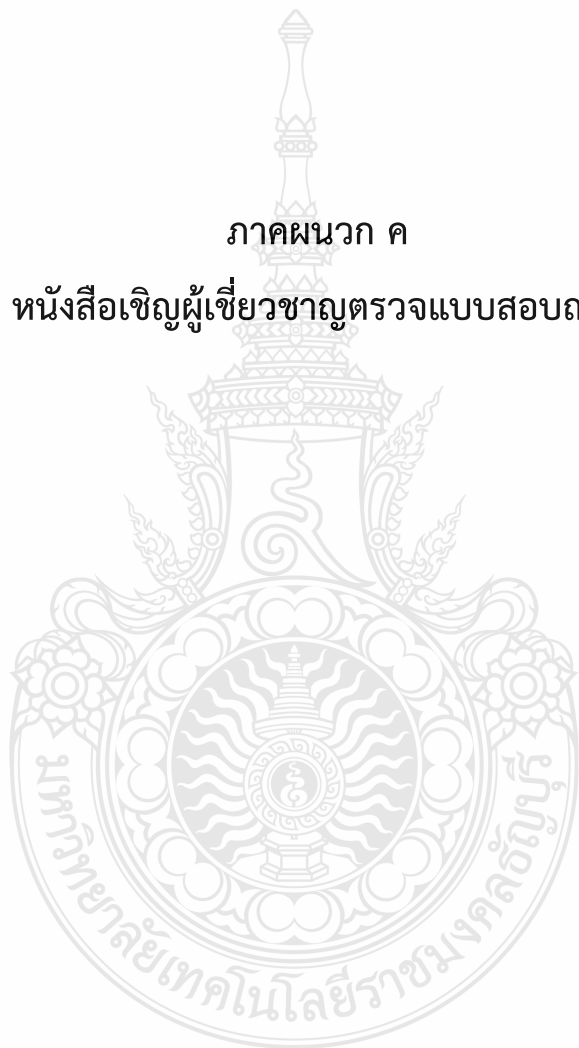 ภาคผนวก ค
หนังสือเชิญผู้เชี่ยวชาญตรวจแบบสอบถ
มหาวิทยาลัยเทคโนโลยีราชมงคลธัญบุรี